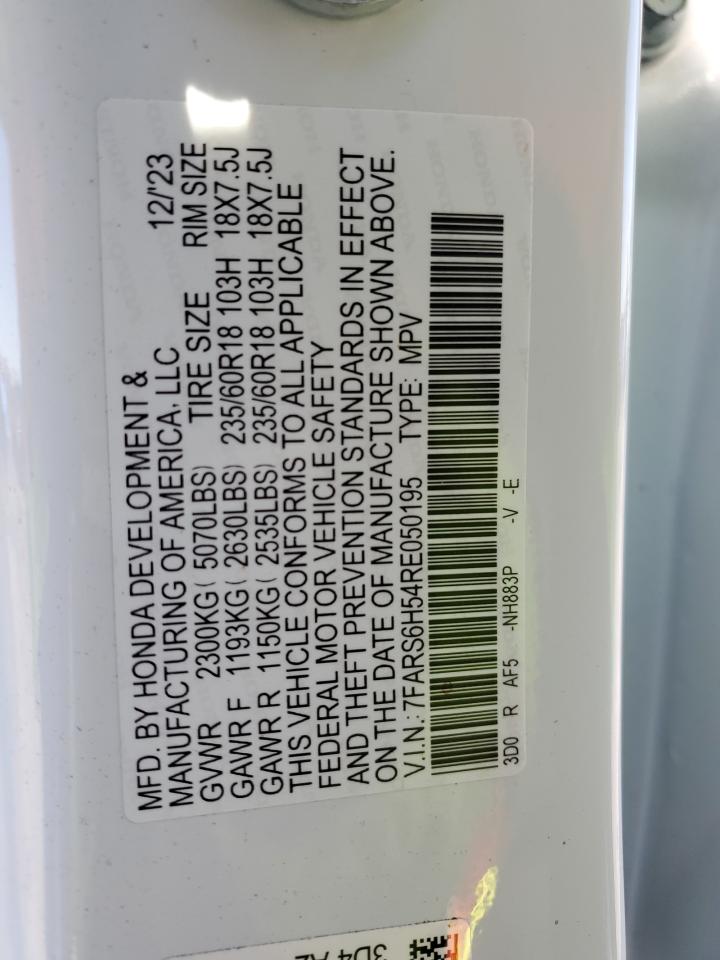 MFD. BY HONDA DEVELOPMENT &
MANUFACTURING OF AMERICA, LLC 12/'23
GVWR 2300KG( 5070LBS) TIRE SIZE RIM SIZE
GAWR F 1193KG( 2630LBS) 235/60R18 103H 18X7.5J
GAWR R 1150KG( 2535LBS) 235/60R18 103H 18X7.5J
THIS VEHICLE CONFORMS TO ALL APPLICABLE
FEDERAL MOTOR VEHICLE SAFETY
AND THEFT PREVENTION STANDARDS IN EFFECT
ON THE DATE OF MANUFACTURE SHOWN ABOVE.
V.I.N.: 7FARS6H54RE050195 TYPE: MPV
3D0 R AF5 -NH883P -V -E